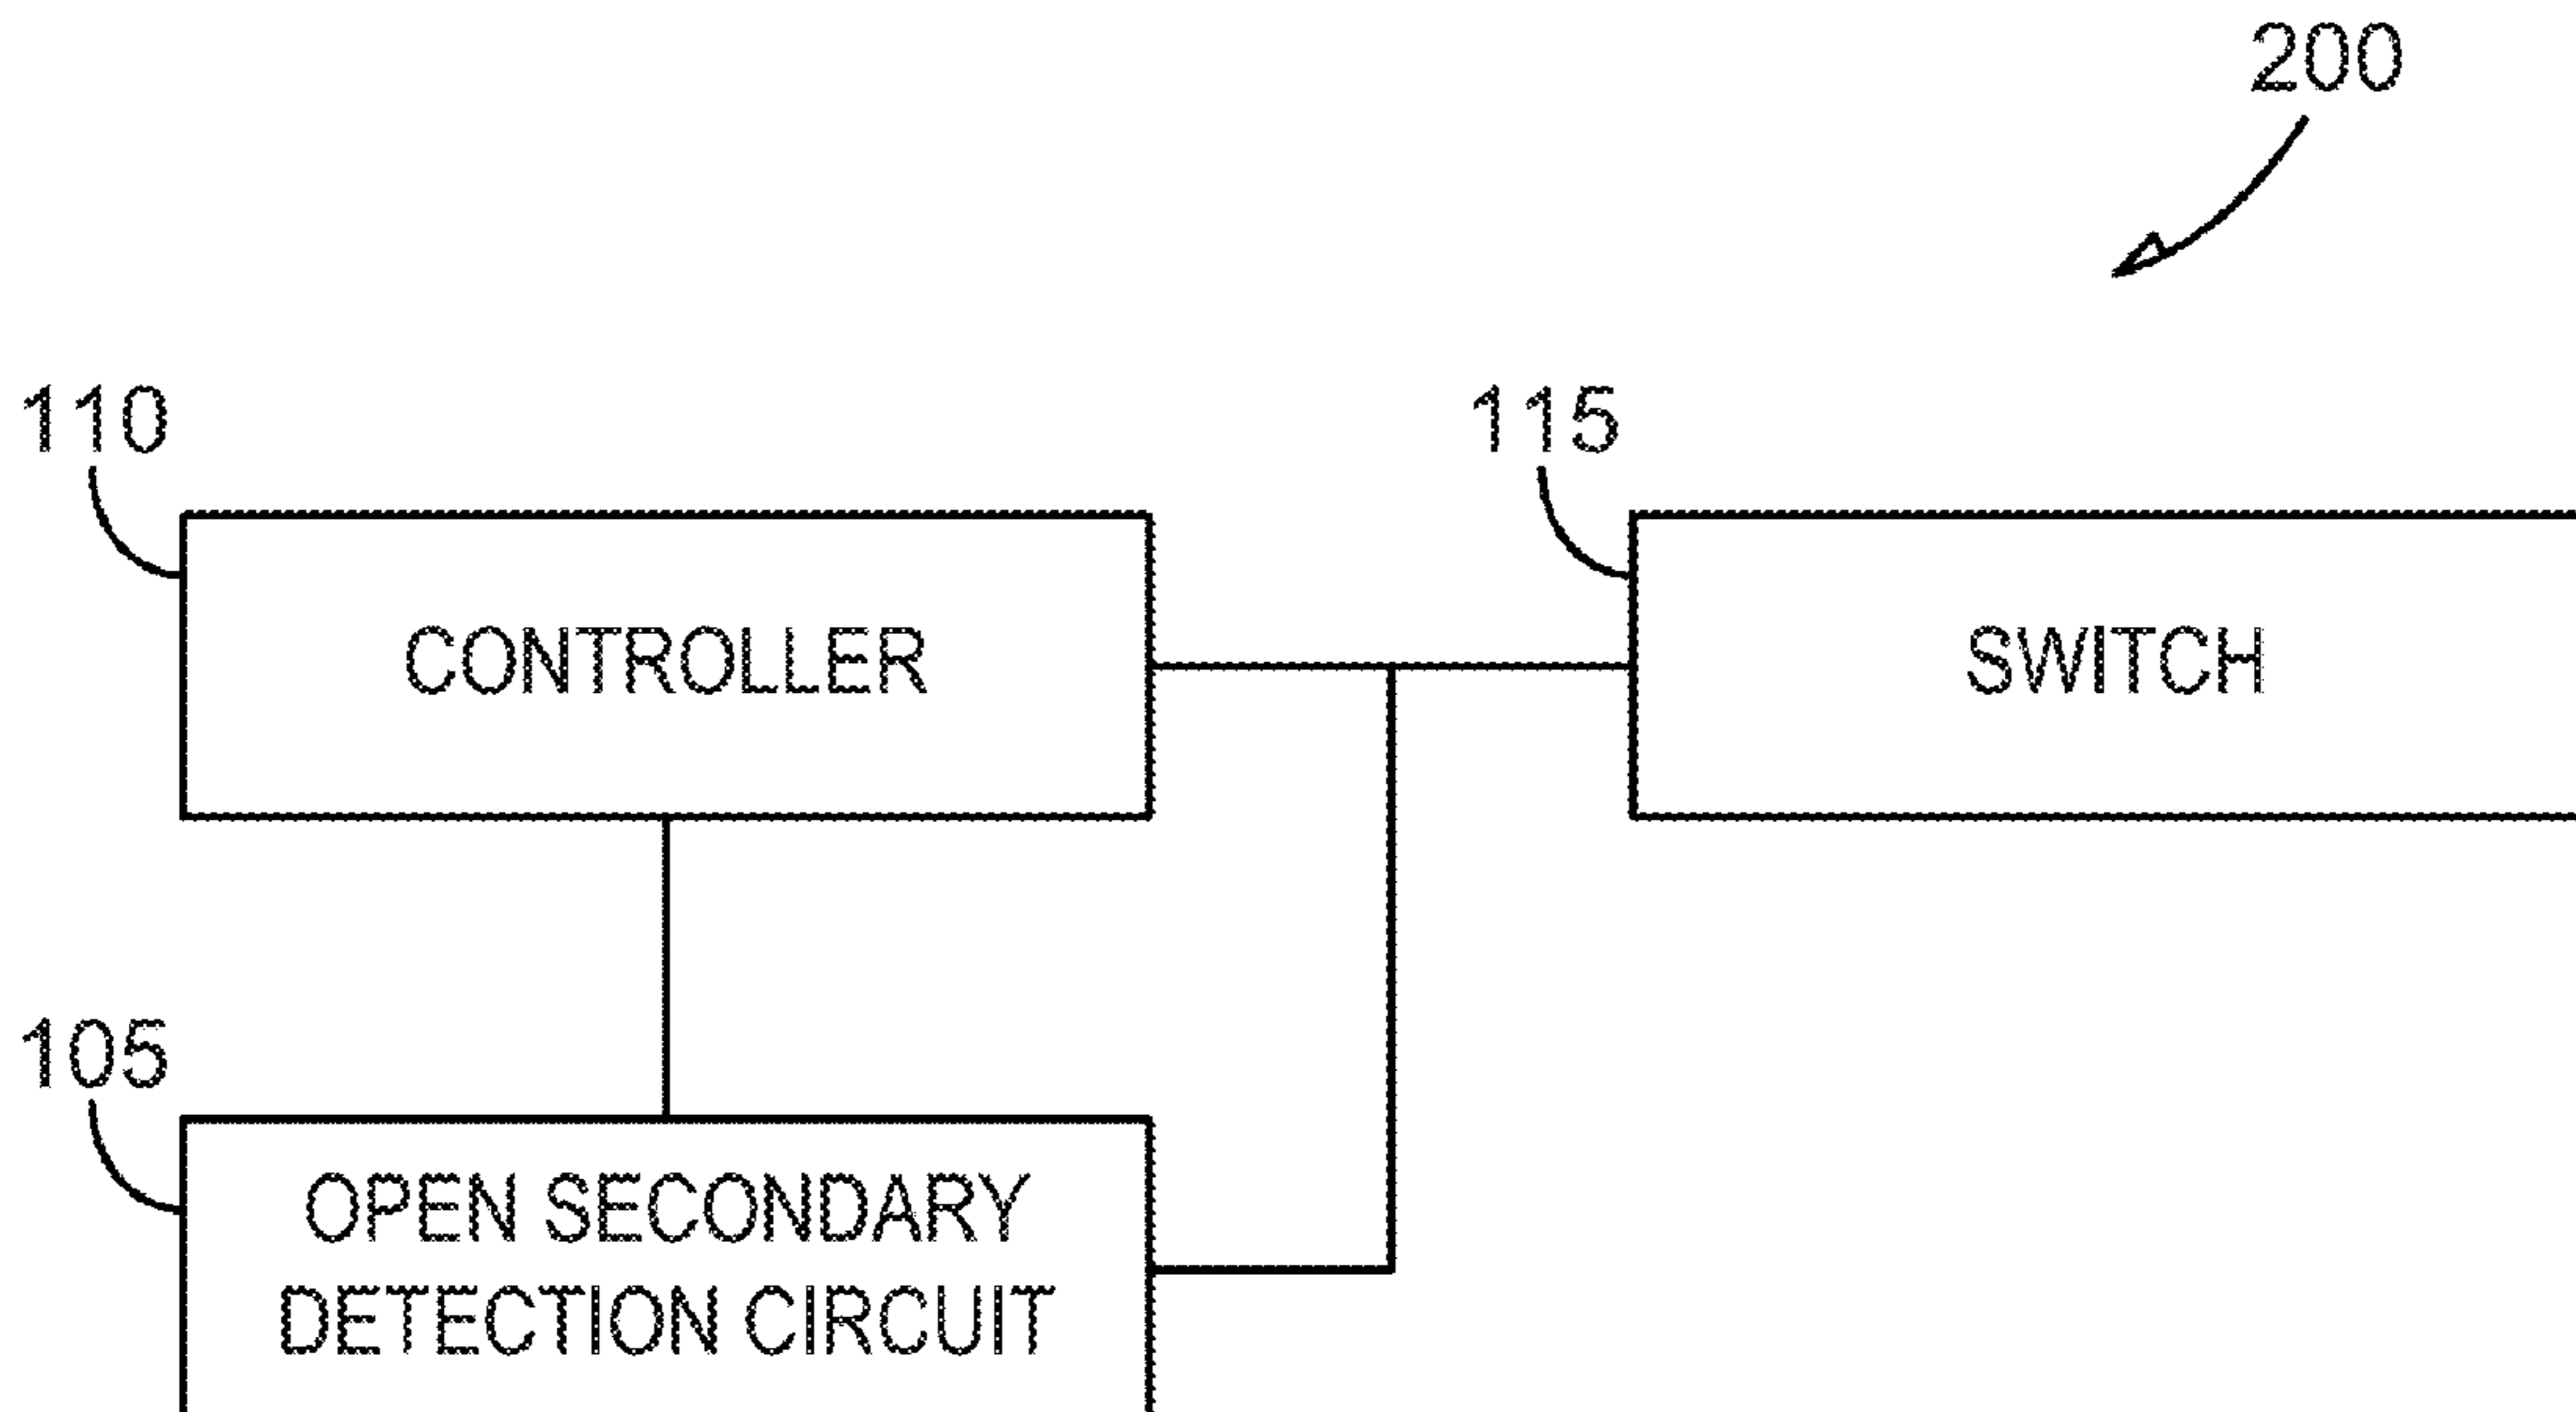 200
110
115
CONTROLLER
SWITCH
105
OPEN SECONDARY
DETECTION CIRCUIT